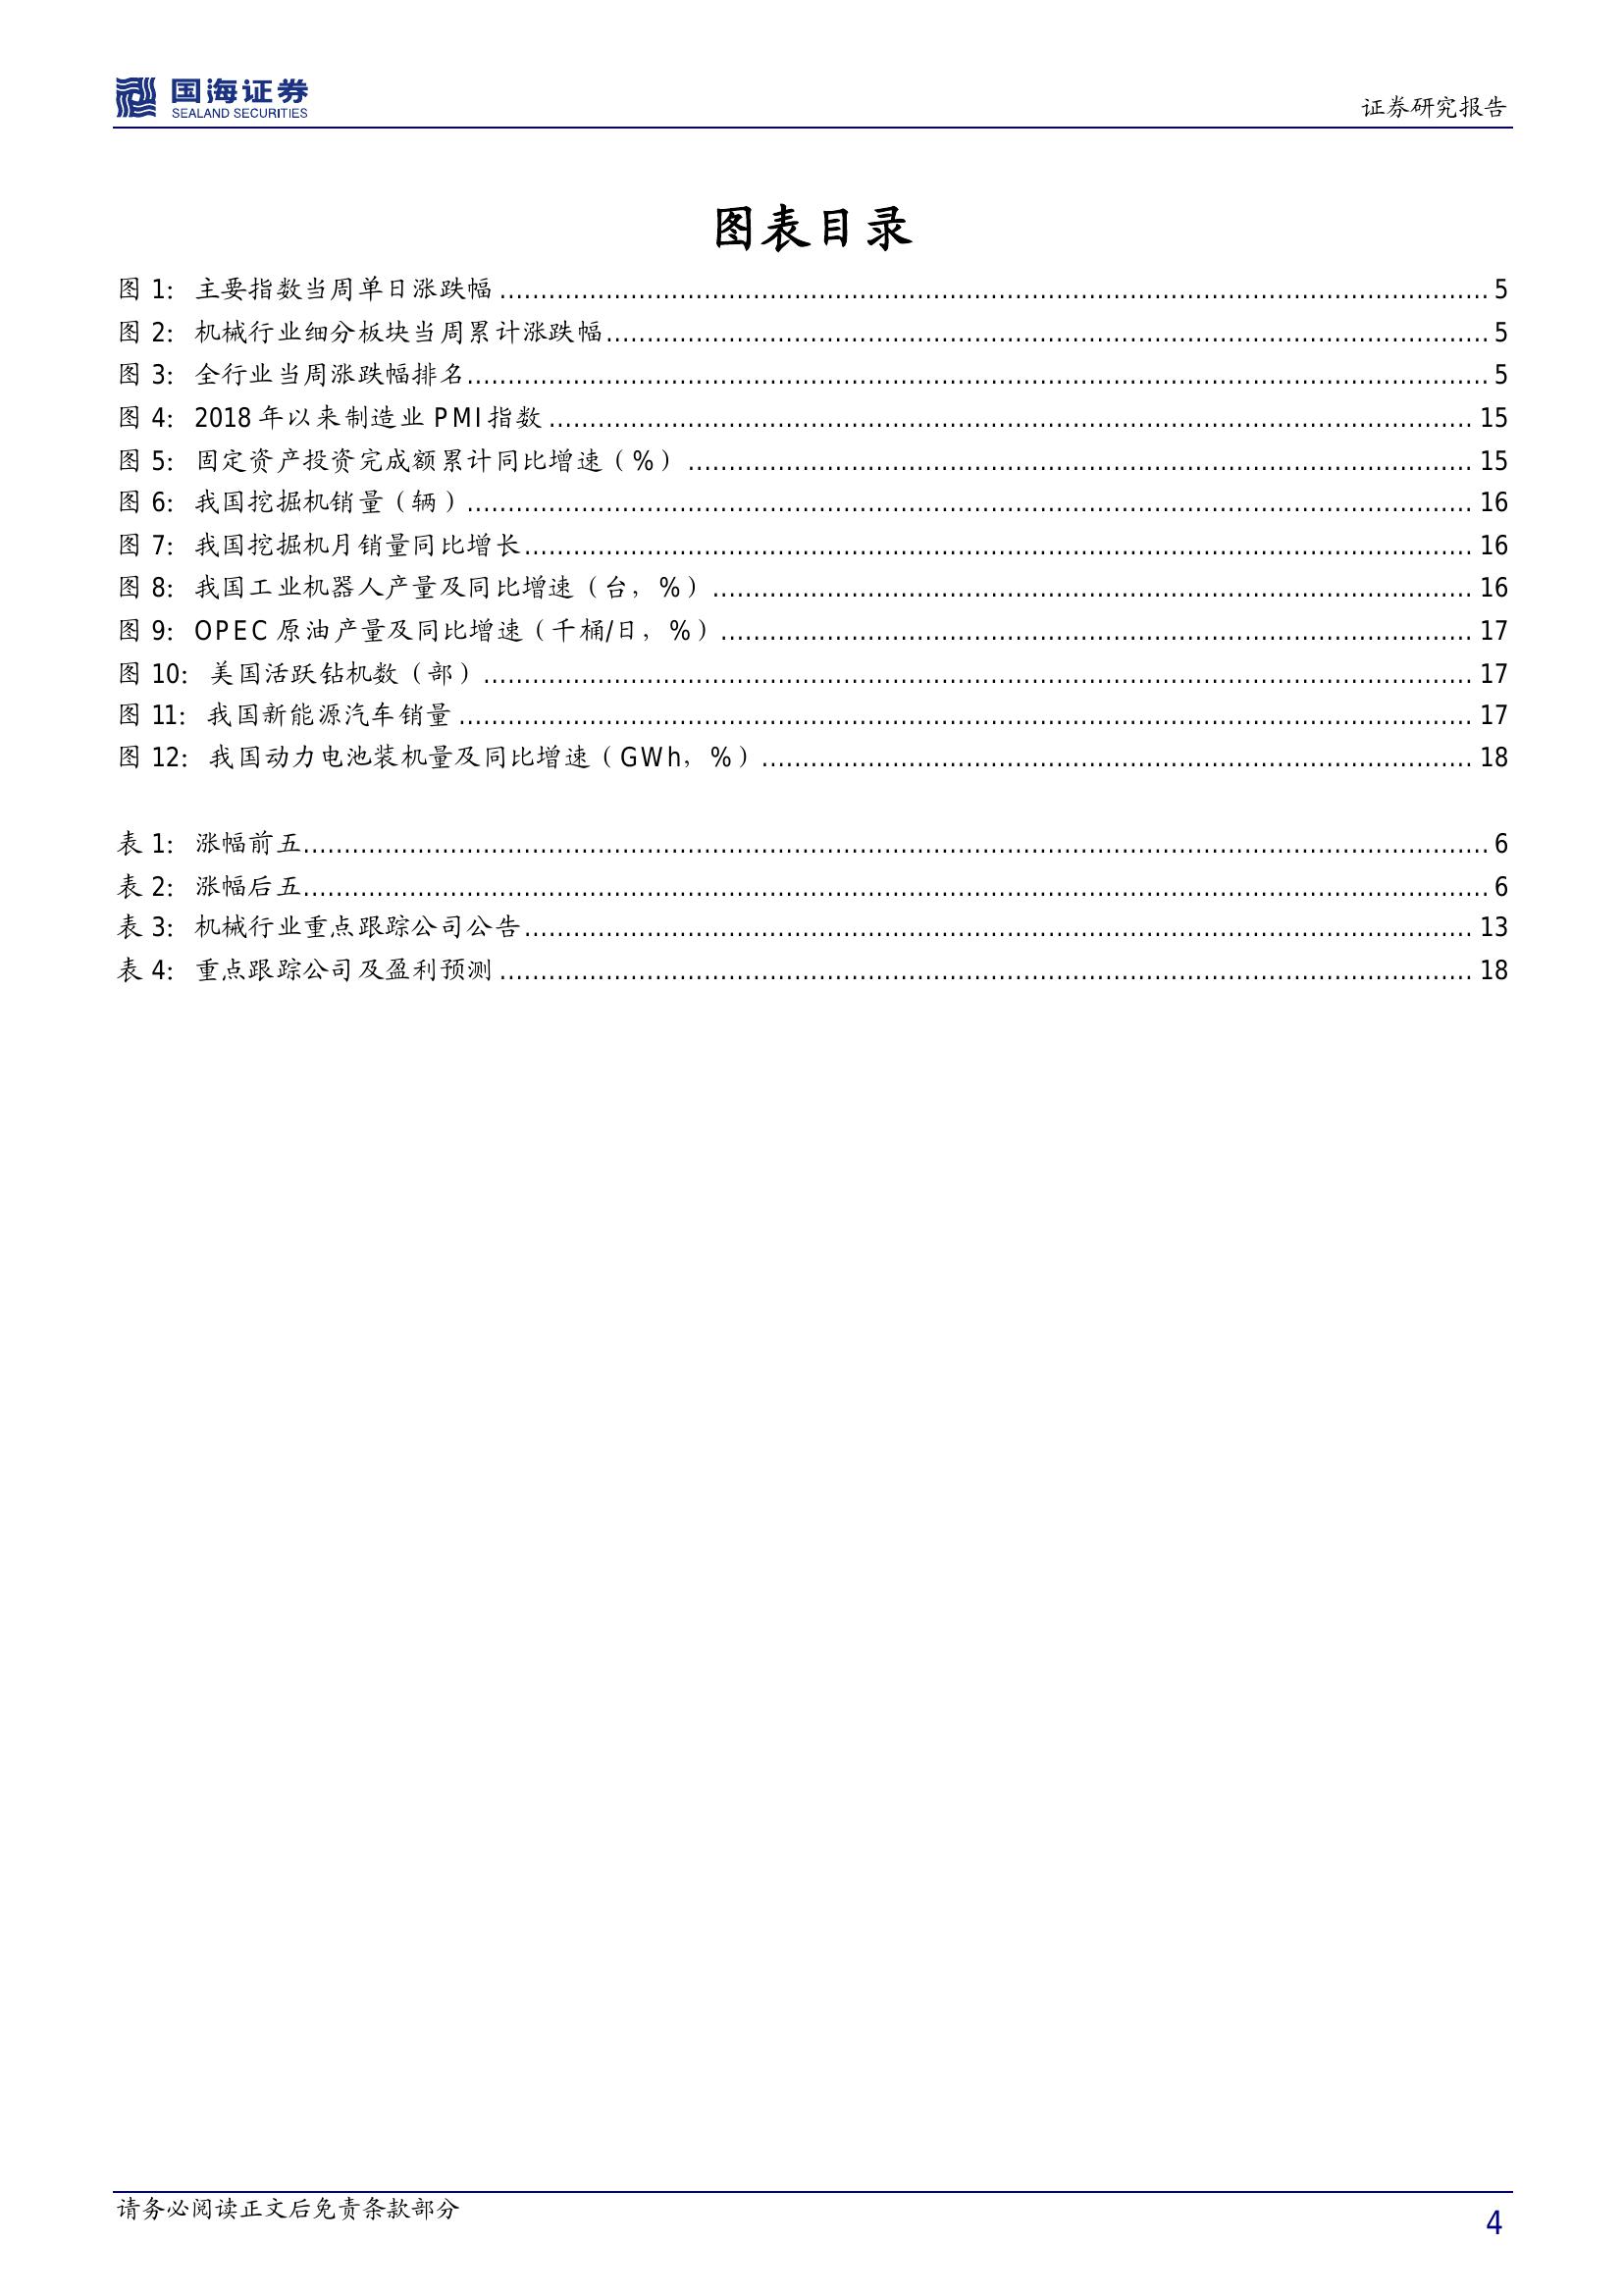 国海证券
SEALAND SECURITIES
证券研究报告
图表目录
图 1: 主要指数当周单日涨跌幅 ........ 5
图 2: 机械行业细分板块当周累计涨跌幅 ........ 5
图 3: 全行业当周涨跌幅排名 ........ 5
图 4: 2018 年以来制造业 PMI 指数 ........ 15
图 5: 固定资产投资完成额累计同比增速（%） ........ 15
图 6: 我国挖掘机销量（辆） ........ 16
图 7: 我国挖掘机月销量同比增长 ........ 16
图 8: 我国工业机器人产量及同比增速（台，%） ........ 16
图 9: OPEC 原油产量及同比增速（千桶/日，%） ........ 17
图 10: 美国活跃钻机数（部） ........ 17
图 11: 我国新能源汽车销量 ........ 17
图 12: 我国动力电池装机量及同比增速（GWh，%） ........ 18
表 1: 涨幅前五 ........ 6
表 2: 涨幅后五 ........ 6
表 3: 机械行业重点跟踪公司公告 ........ 13
表 4: 重点跟踪公司及盈利预测 ........ 18
请务必阅读正文后免责条款部分
4